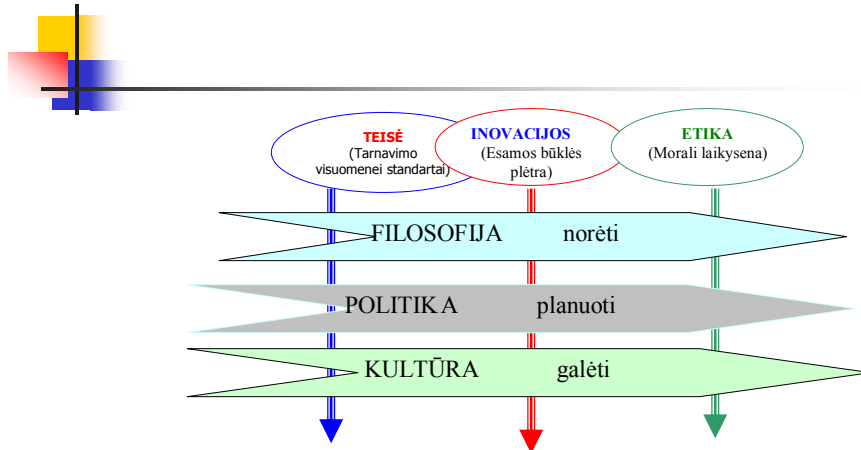 TEISĖ
(Tarnavimo
visuomenei standartai)
INOVACIJOS
(Esamos būklės
plėtra)
ETIKA
(Morali laikysena)
FILOSOFIJA norėti
POLITIKA planuoti
KULTŪRA galėti